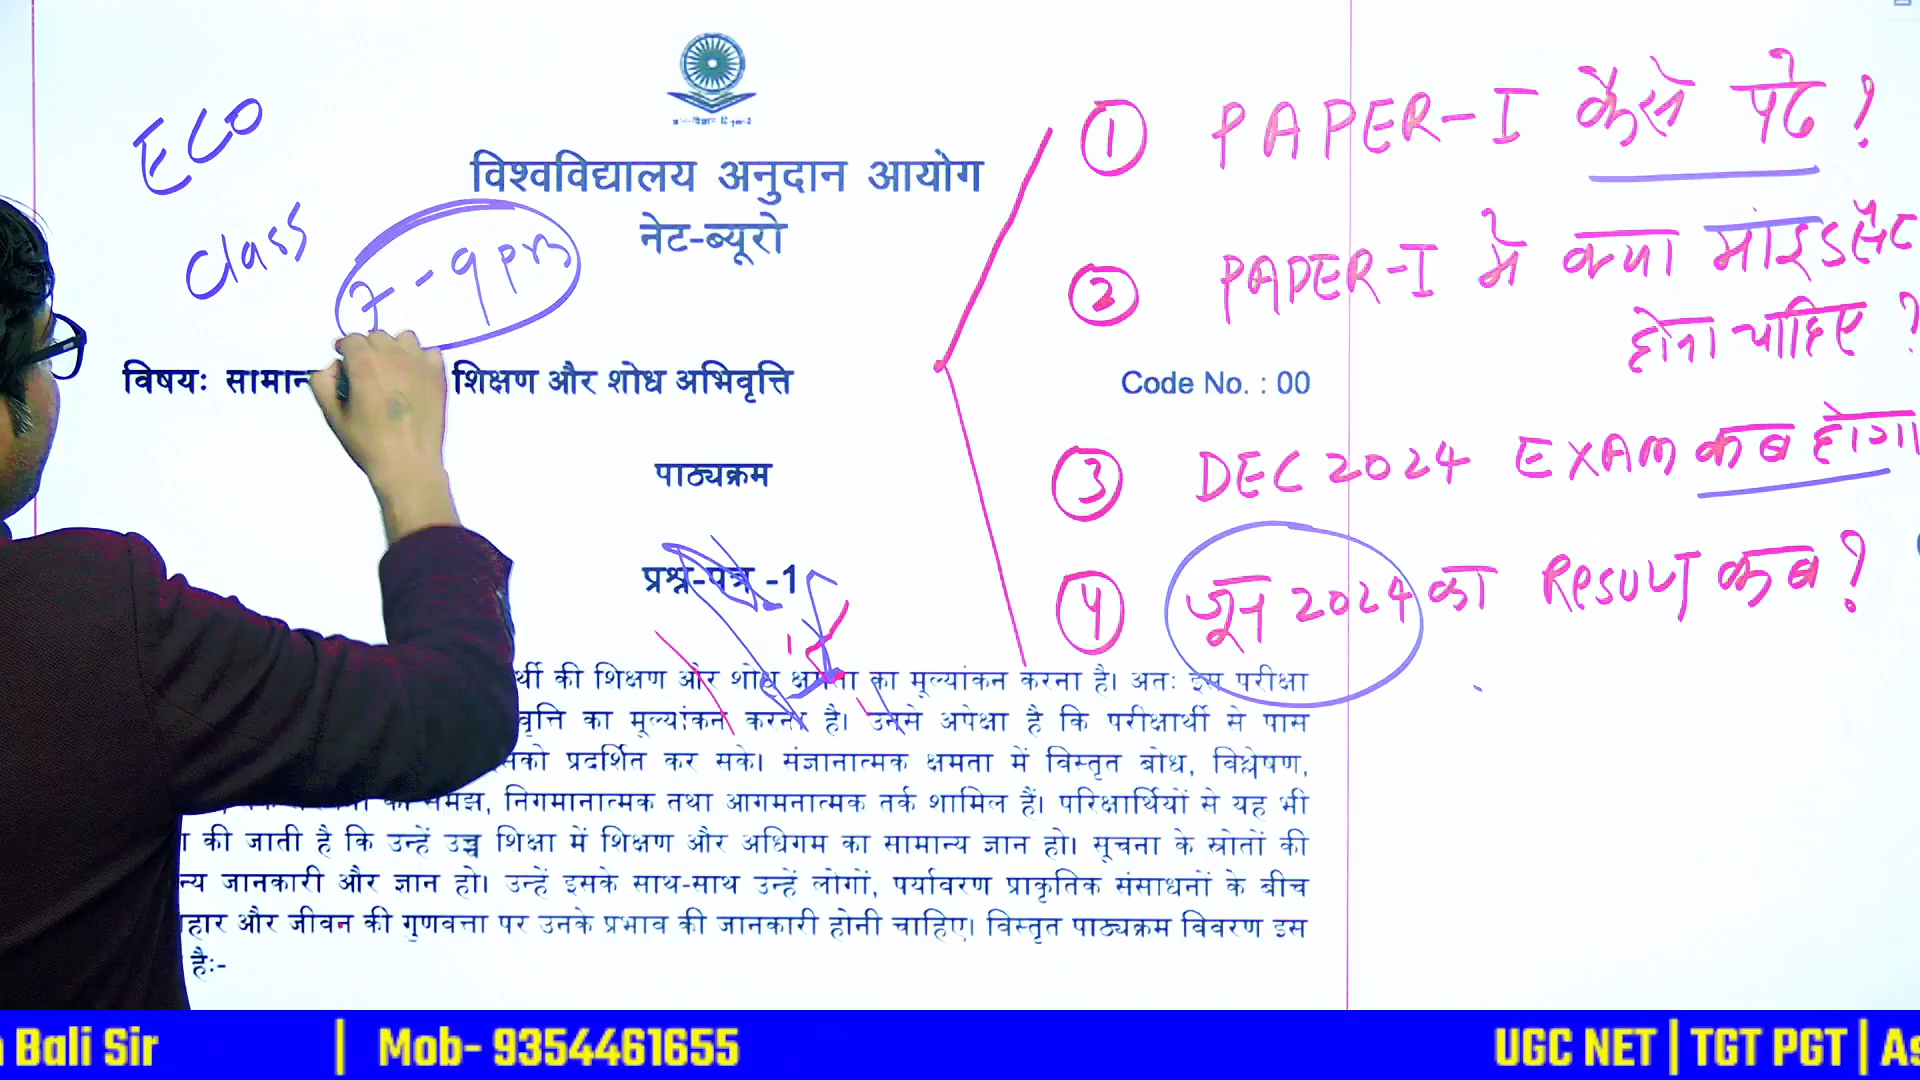 ECO
Class
7-9pm
विश्वविद्यालय अनुदान आयोग
नेट-ब्यूरो
विषयः सामान शिक्षण और शोध अभिवृत्ति
Code No. : 00
पाठ्यक्रम
प्रश्न-पत्र -1
र्थी की शिक्षण और शोध क्षमता का मूल्यांकन करना है। अतः इस परीक्षा
वृत्ति का मूल्यांकन करना है। उनसे अपेक्षा है कि परीक्षार्थी से पास
सको प्रदर्शित कर सके। संज्ञानात्मक क्षमता में विस्तृत बोध, विश्लेषण,
समझ, निगमानात्मक तथा आगमनात्मक तर्क शामिल हैं। परिक्षार्थियों से यह भी
की जाती है कि उन्हें उच्च शिक्षा में शिक्षण और अधिगम का सामान्य ज्ञान हो। सूचना के स्रोतों की
न्य जानकारी और ज्ञान हो। उन्हें इसके साथ-साथ उन्हें लोगों, पर्यावरण प्राकृतिक संसाधनों के बीच
हार और जीवन की गुणवत्ता पर उनके प्रभाव की जानकारी होनी चाहिए। विस्तृत पाठ्यक्रम विवरण इस
हैः-
① PAPER-I कैसे पढे ?
② PAPER-I में क्या माइंडसैट
होना चाहिए ?
③ DEC 2024 EXAM कब होगा
④ जून 2024 का Result कब ?
Bali Sir | Mob- 9354461655
UGC NET | TGT PGT | As